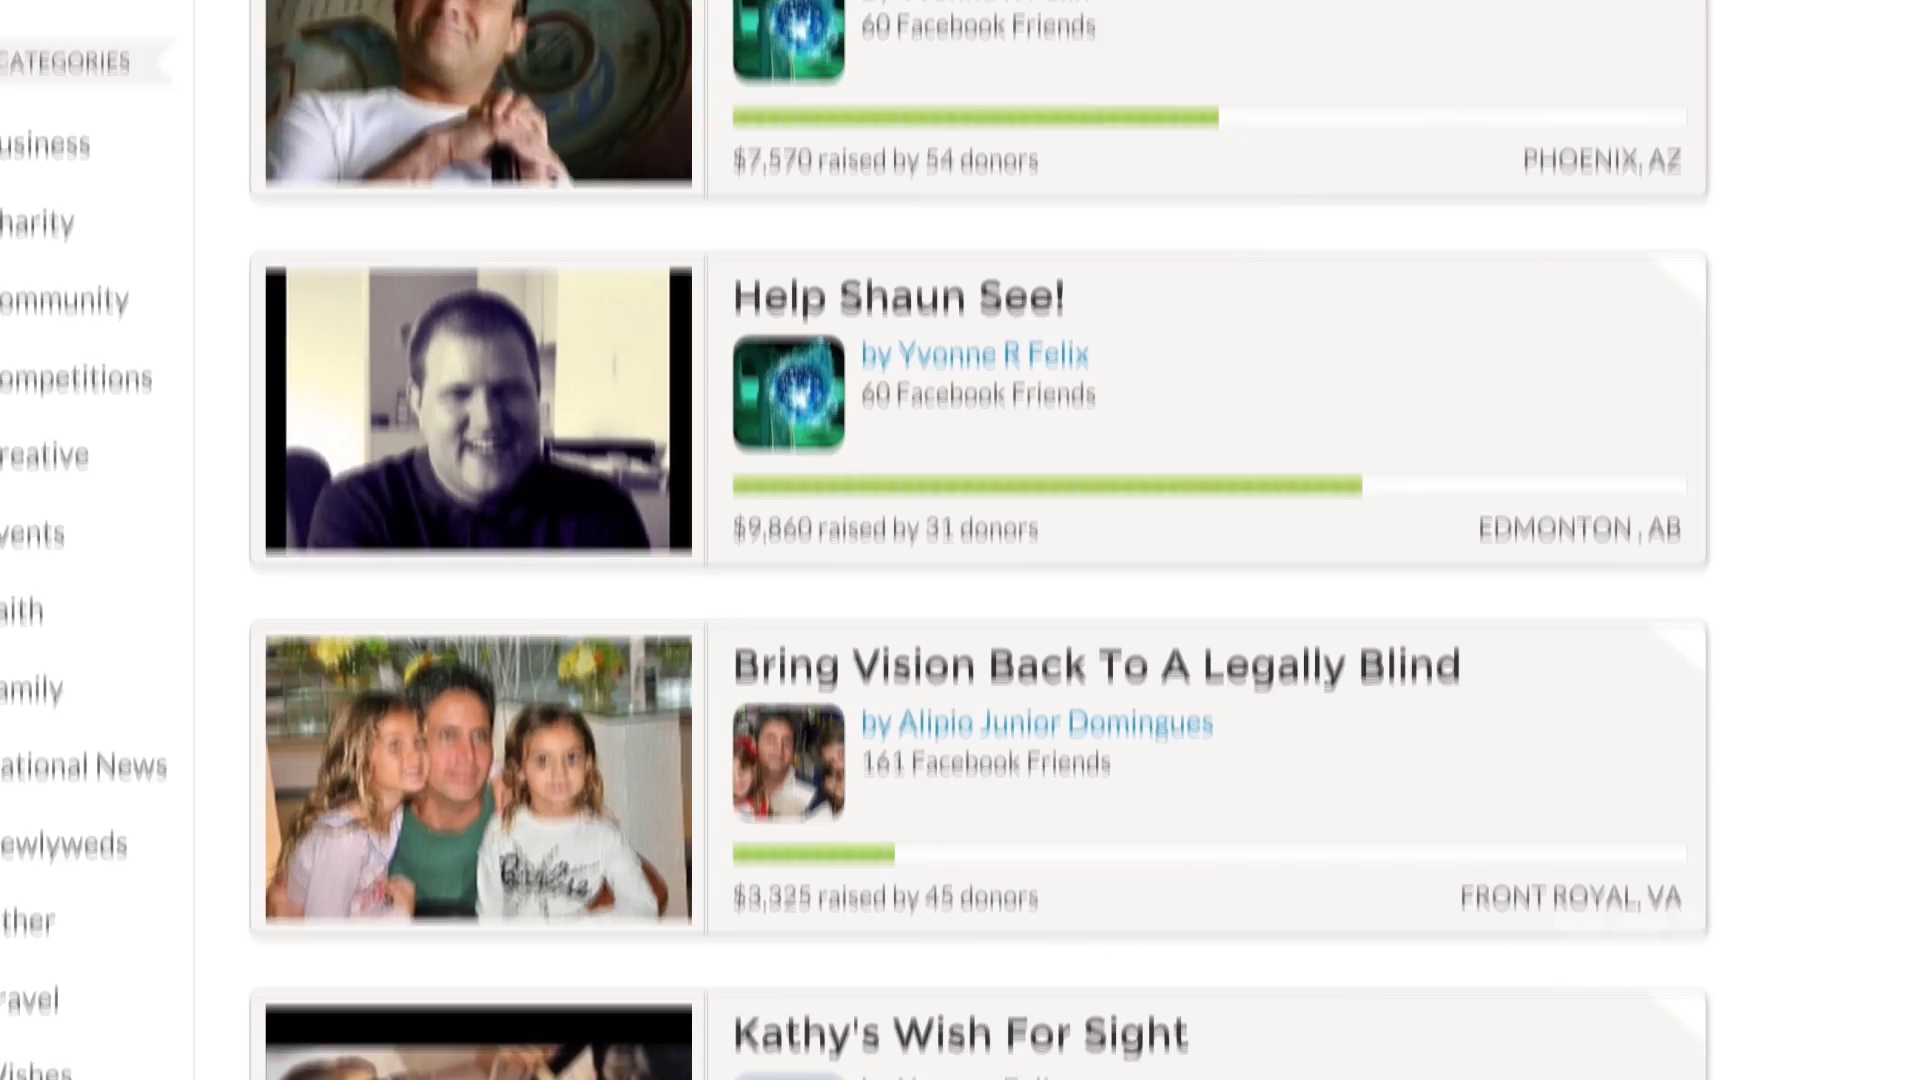 60 Facebook Friends
$7,570 raised by 54 donors
PHOENIX, AZ
CATEGORIES
usiness
harity
ommunity
ompetitions
reative
vents
aith
amily
ational News
ewlyweds
ther
ravel
Vishes
Help Shaun See!
by Yvonne R Felix
60 Facebook Friends
$9,860 raised by 31 donors
EDMONTON , AB
Bring Vision Back To A Legally Blind
by Alipio Junior Domingues
161 Facebook Friends
$3,325 raised by 45 donors
FRONT ROYAL, VA
Kathy's Wish For Sight